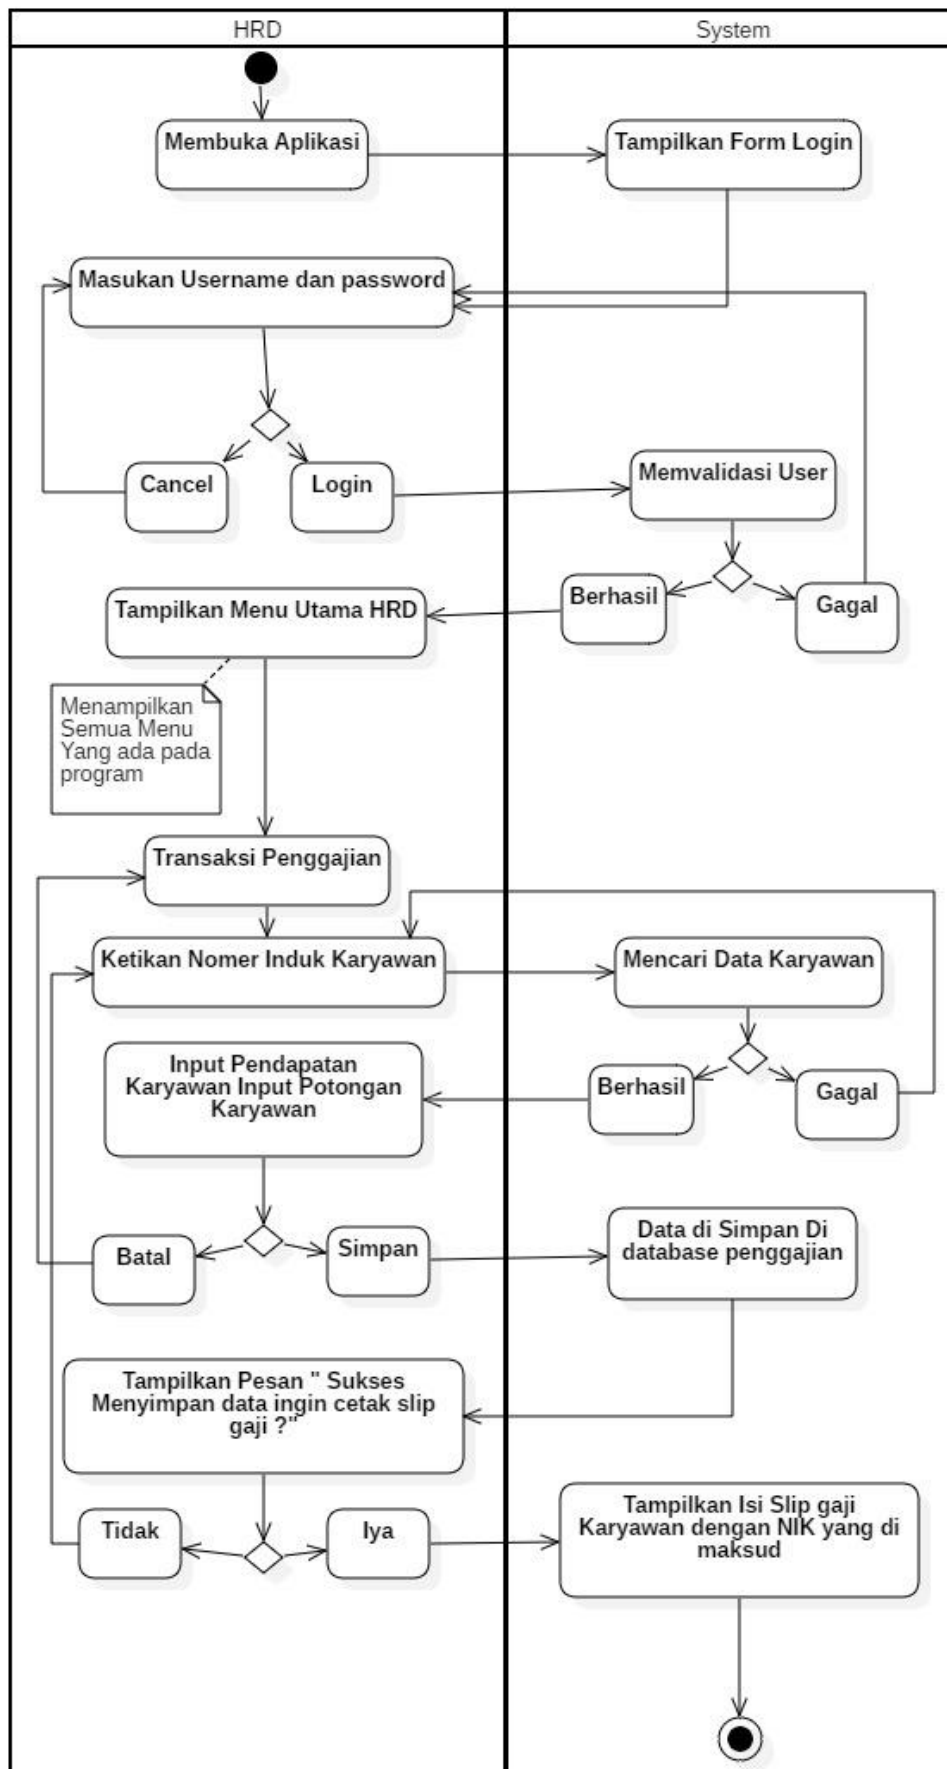 HRD
System
Membuka Aplikasi
Tampilkan Form Login
Masukan Username dan password
Cancel
Login
Memvalidasi User
Berhasil
Gagal
Tampilkan Menu Utama HRD
Menampilkan
Semua Menu
Yang ada pada
program
Transaksi Penggajian
Ketikan Nomer Induk Karyawan
Mencari Data Karyawan
Berhasil
Gagal
Input Pendapatan
Karyawan Input Potongan
Karyawan
Batal
Simpan
Data di Simpan Di
database penggajian
Tampilkan Pesan " Sukses
Menyimpan data ingin cetak slip
gaji ?"
Tidak
Iya
Tampilkan Isi Slip gaji
Karyawan dengan NIK yang di
maksud